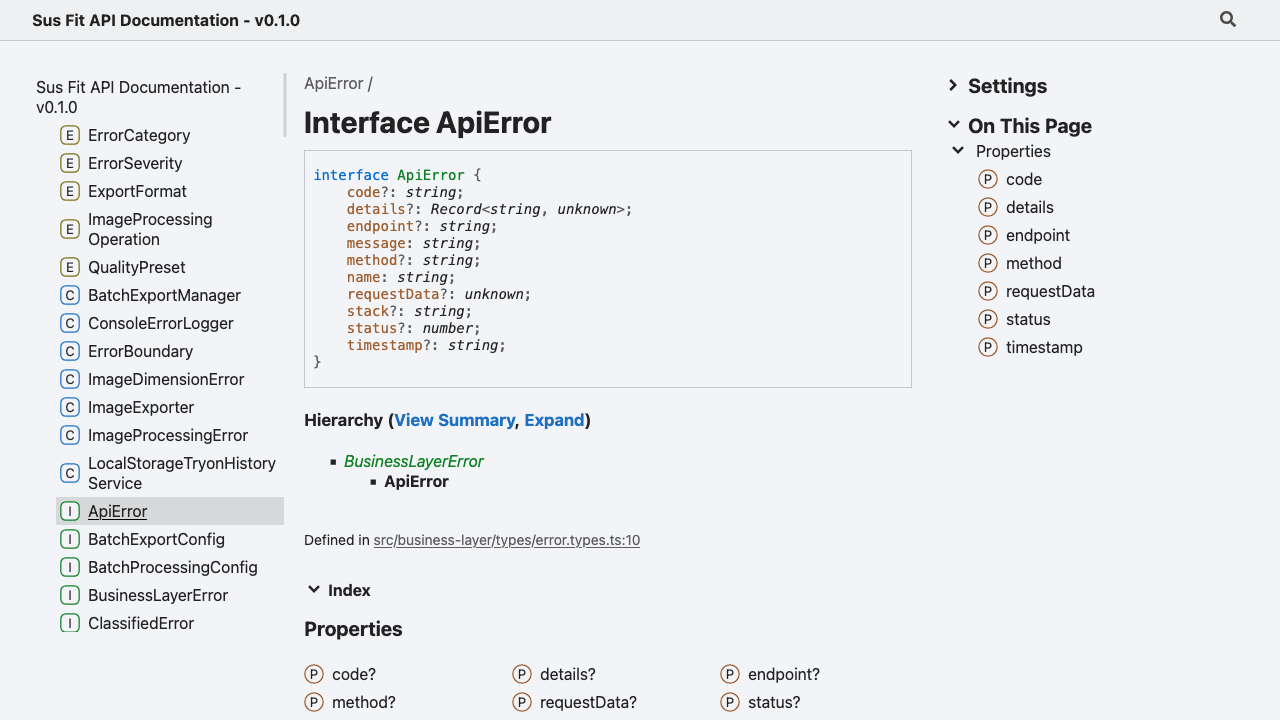 Sus Fit API Documentation - v0.1.0
Sus Fit API Documentation -
v0.1.0
E ErrorCategory
E ErrorSeverity
E ExportFormat
E ImageProcessing
Operation
E QualityPreset
C BatchExportManager
C ConsoleErrorLogger
C ErrorBoundary
C ImageDimensionError
C ImageExporter
C ImageProcessingError
C LocalStorageTryonHistory
Service
I ApiError
I BatchExportConfig
I BatchProcessingConfig
I BusinessLayerError
I ClassifiedError
ApiError /
Interface ApiError
interface ApiError {
    code?: string;
    details?: Record<string, unknown>;
    endpoint?: string;
    message: string;
    method?: string;
    name: string;
    requestData?: unknown;
    stack?: string;
    status?: number;
    timestamp?: string;
}
Hierarchy (View Summary, Expand)
▪ BusinessLayerError
▪ ApiError
Defined in src/business-layer/types/error.types.ts:10
Index
Properties
P code? P details? P endpoint?
P method? P requestData? P status?
Settings
On This Page
Properties
P code
P details
P endpoint
P method
P requestData
P status
P timestamp